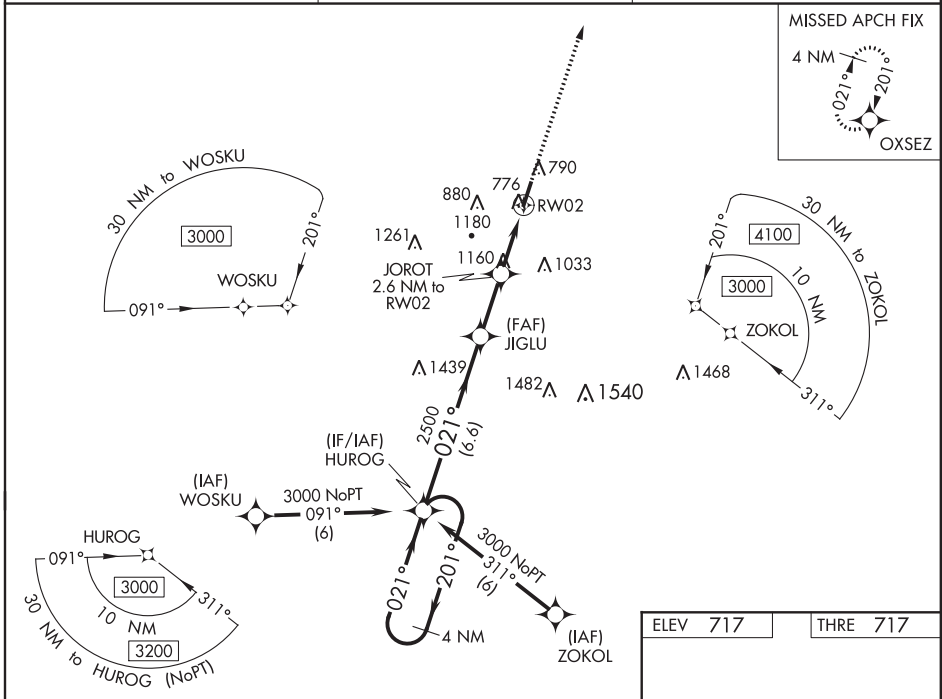 MISSED APCH FIX
4 NM
021°
201°
OXSEZ
30 NM to WOSKU
3000
201°
WOSKU
091°
790
776
880
RW02
1180
1261
1160
1033
JOROT
2.6 NM to
RW02
(FAF)
JIGLU
1439
1482
1540
1468
30 NM to ZOKOL
4100
201°
3000
10 NM
ZOKOL
311°
2500
021°
(6.6)
(IF/IAF)
HUROG
(IAF)
WOSKU
3000 NoPT
091°
(6)
3000 NoPT
311°
(6)
021°
201°
4 NM
(IAF)
ZOKOL
HUROG
091°
3000
311°
10 NM
3200
30 NM to HUROG (NoPT)
ELEV 717
THRE 717